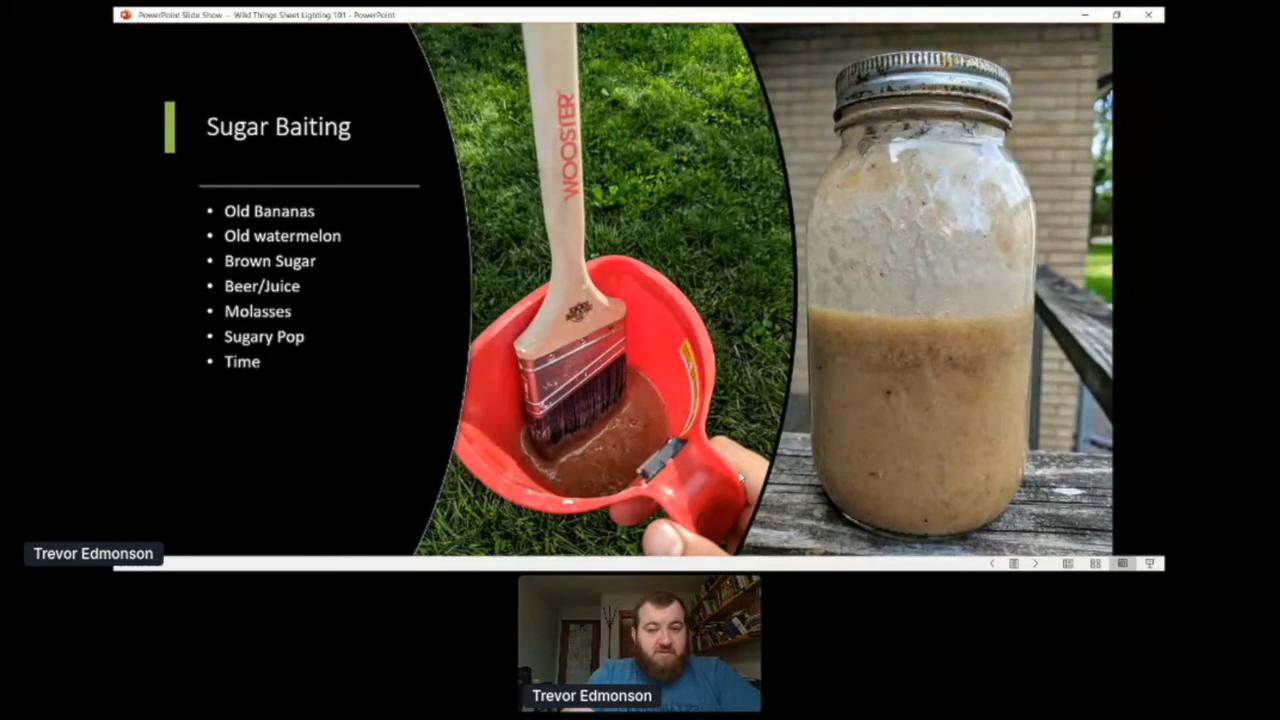 PowerPoint Slide Show - Wild Things Sheet Lighting 101 - PowerPoint
Sugar Baiting
• Old Bananas
• Old watermelon
• Brown Sugar
• Beer/Juice
• Molasses
• Sugary Pop
• Time
WOOSTER
Trevor Edmonson
Trevor Edmonson